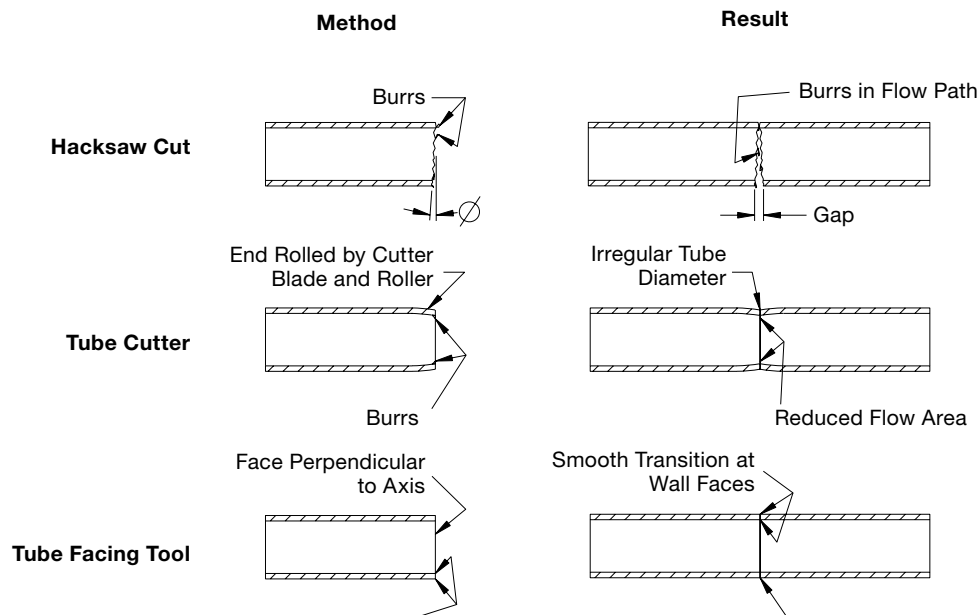 Method
Result
Burrs
Burrs in Flow Path
Hacksaw Cut
Gap
End Rolled by Cutter
Blade and Roller
Irregular Tube
Diameter
Tube Cutter
Burrs
Reduced Flow Area
Face Perpendicular
to Axis
Smooth Transition at
Wall Faces
Tube Facing Tool